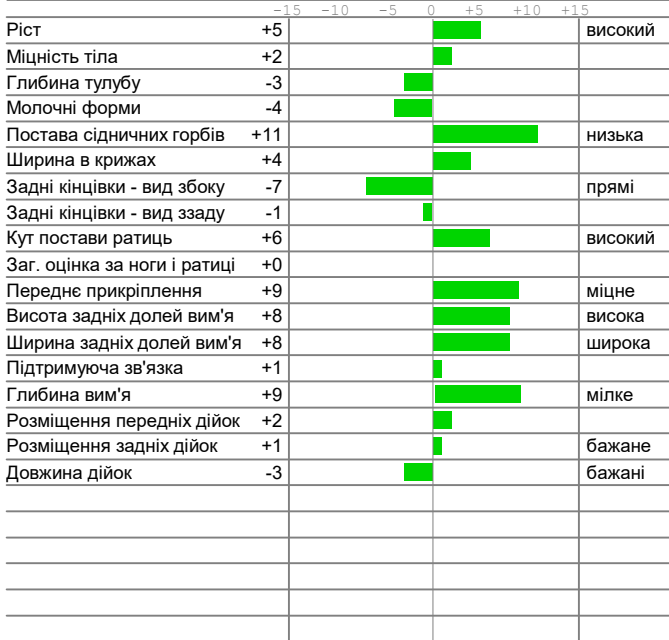 -15 -10 -5 0 +5 +10 +15
Ріст +5 високий
Міцність тіла +2
Глибина тулубу -3
Молочні форми -4
Постава сідничних горбів +11 низька
Ширина в крижах +4
Задні кінцівки - вид збоку -7 прямі
Задні кінцівки - вид ззаду -1
Кут постави ратиць +6 високий
Заг. оцінка за ноги і ратиці +0
Переднє прикріплення +9 міцне
Висота задніх долей вим'я +8 висока
Ширина задніх долей вим'я +8 широка
Підтримуюча зв'язка +1
Глибина вим'я +9 мілке
Розміщення передніх дійок +2
Розміщення задніх дійок +1 бажане
Довжина дійок -3 бажані